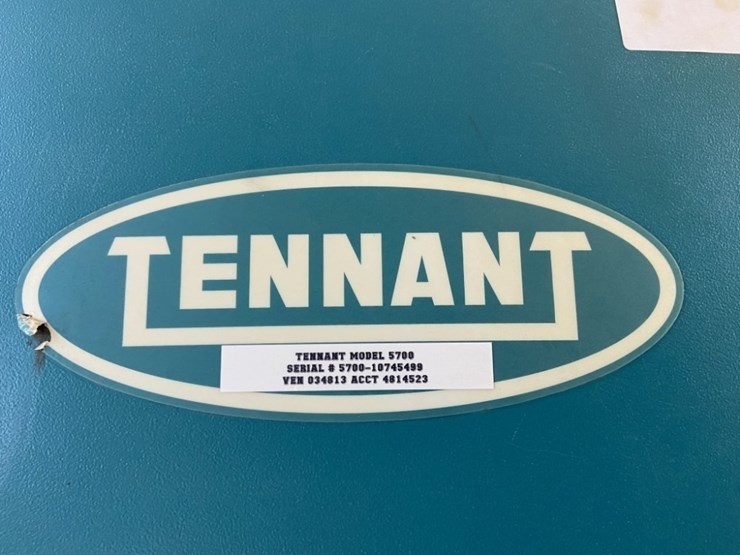 TENNANT
TENNANT MODEL 5700
SERIAL # 5700-10745499
VEN 034813 ACCT 4814523